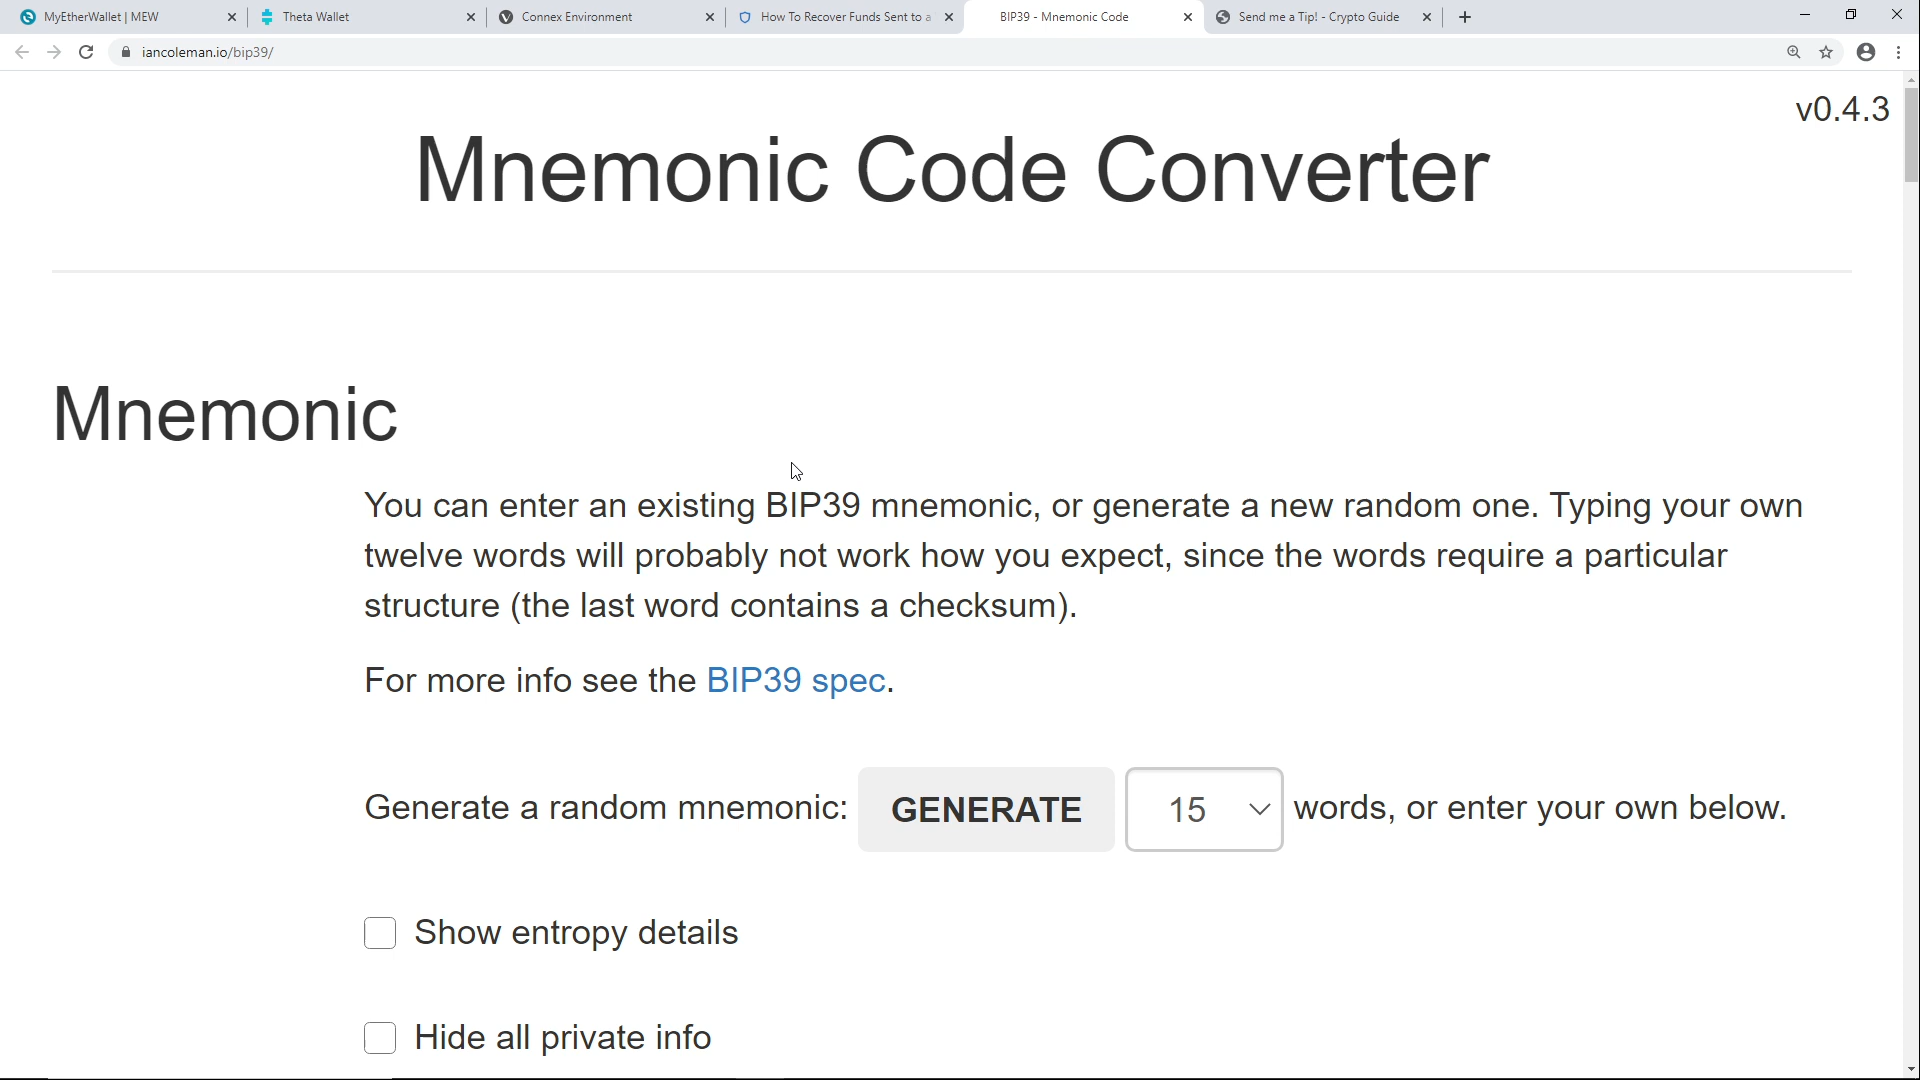 MyEtherWallet | MEW
Theta Wallet
Connex Environment
How To Recover Funds Sent to a
BIP39 - Mnemonic Code
Send me a Tip! - Crypto Guide
iancoleman.io/bip39/
v0.4.3
Mnemonic Code Converter
Mnemonic
You can enter an existing BIP39 mnemonic, or generate a new random one. Typing your own
twelve words will probably not work how you expect, since the words require a particular
structure (the last word contains a checksum).
For more info see the BIP39 spec.
Generate a random mnemonic: GENERATE 15 words, or enter your own below.
Show entropy details
Hide all private info